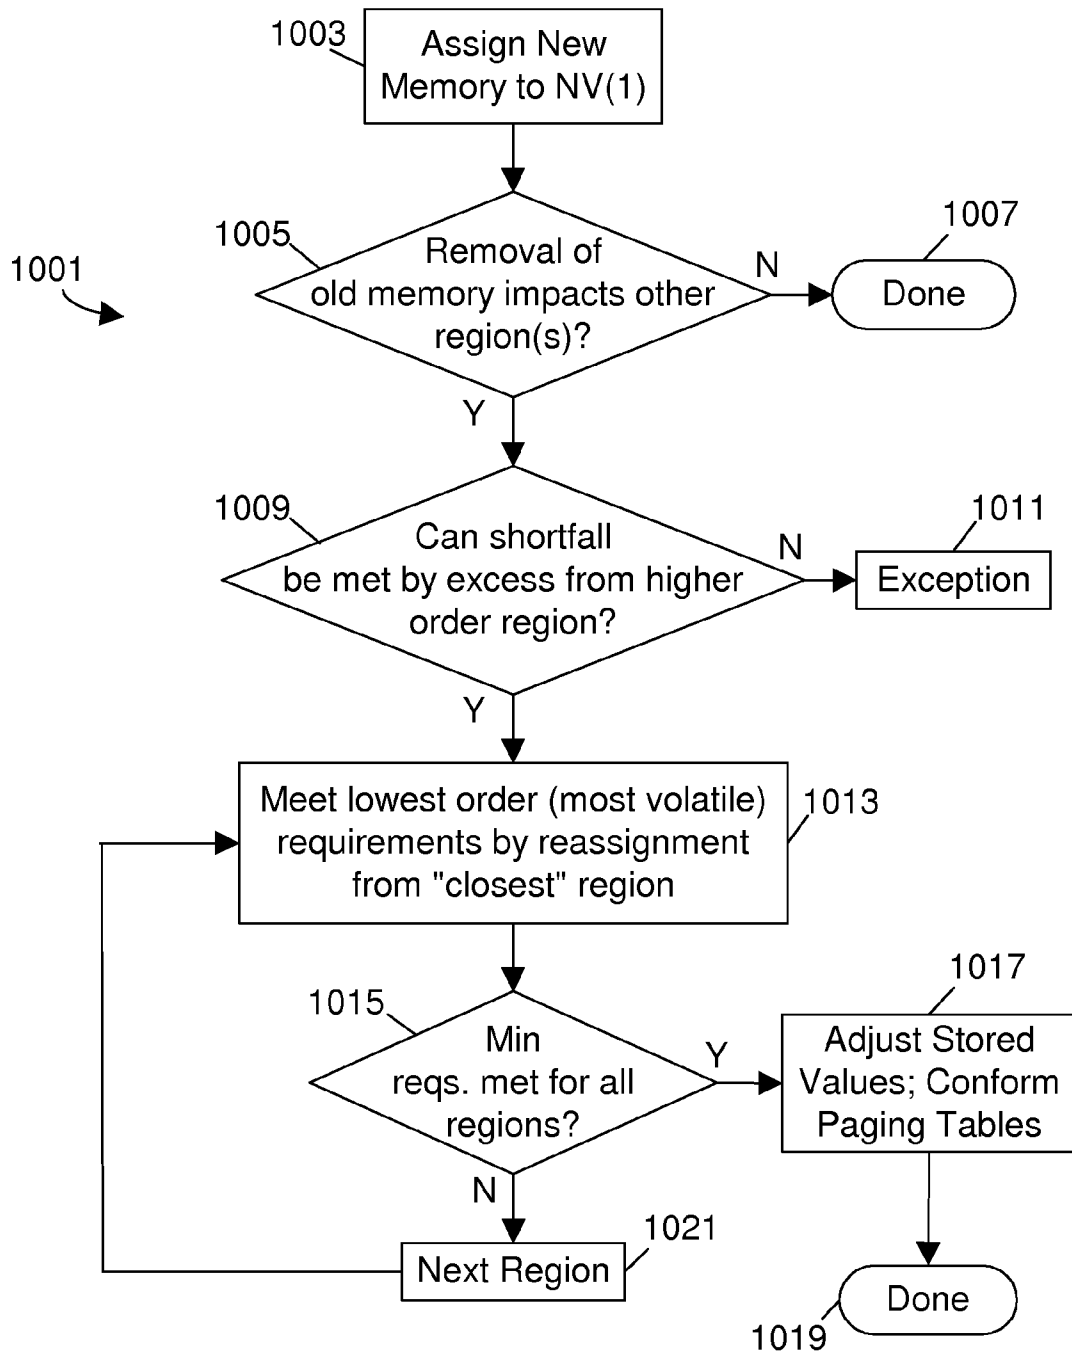 1003
Assign New
Memory to NV(1)
1005
1007
1001
Removal of
old memory impacts other
region(s)?
N
Done
Y
1009
1011
Can shortfall
be met by excess from higher
order region?
N
Exception
Y
1013
Meet lowest order (most volatile)
requirements by reassignment
from "closest" region
1015
1017
Min
reqs. met for all
regions?
Y
Adjust Stored
Values; Conform
Paging Tables
N
1021
Next Region
Done
1019